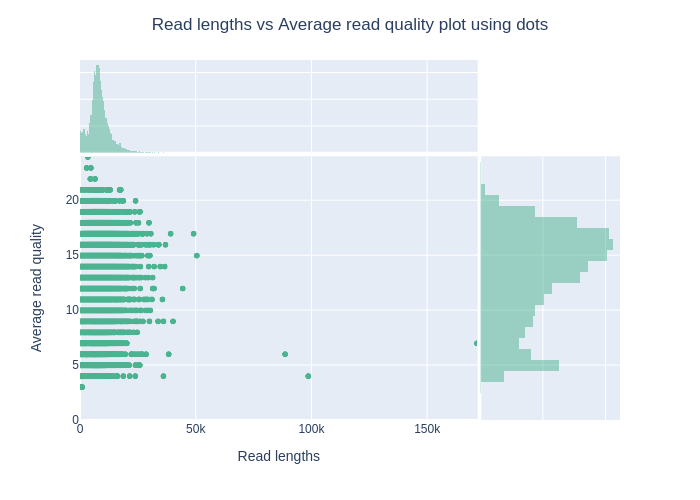 Read lengths vs Average read quality plot using dots
20
15
10
5
0
0
50k
100k
150k
Average read quality
Read lengths